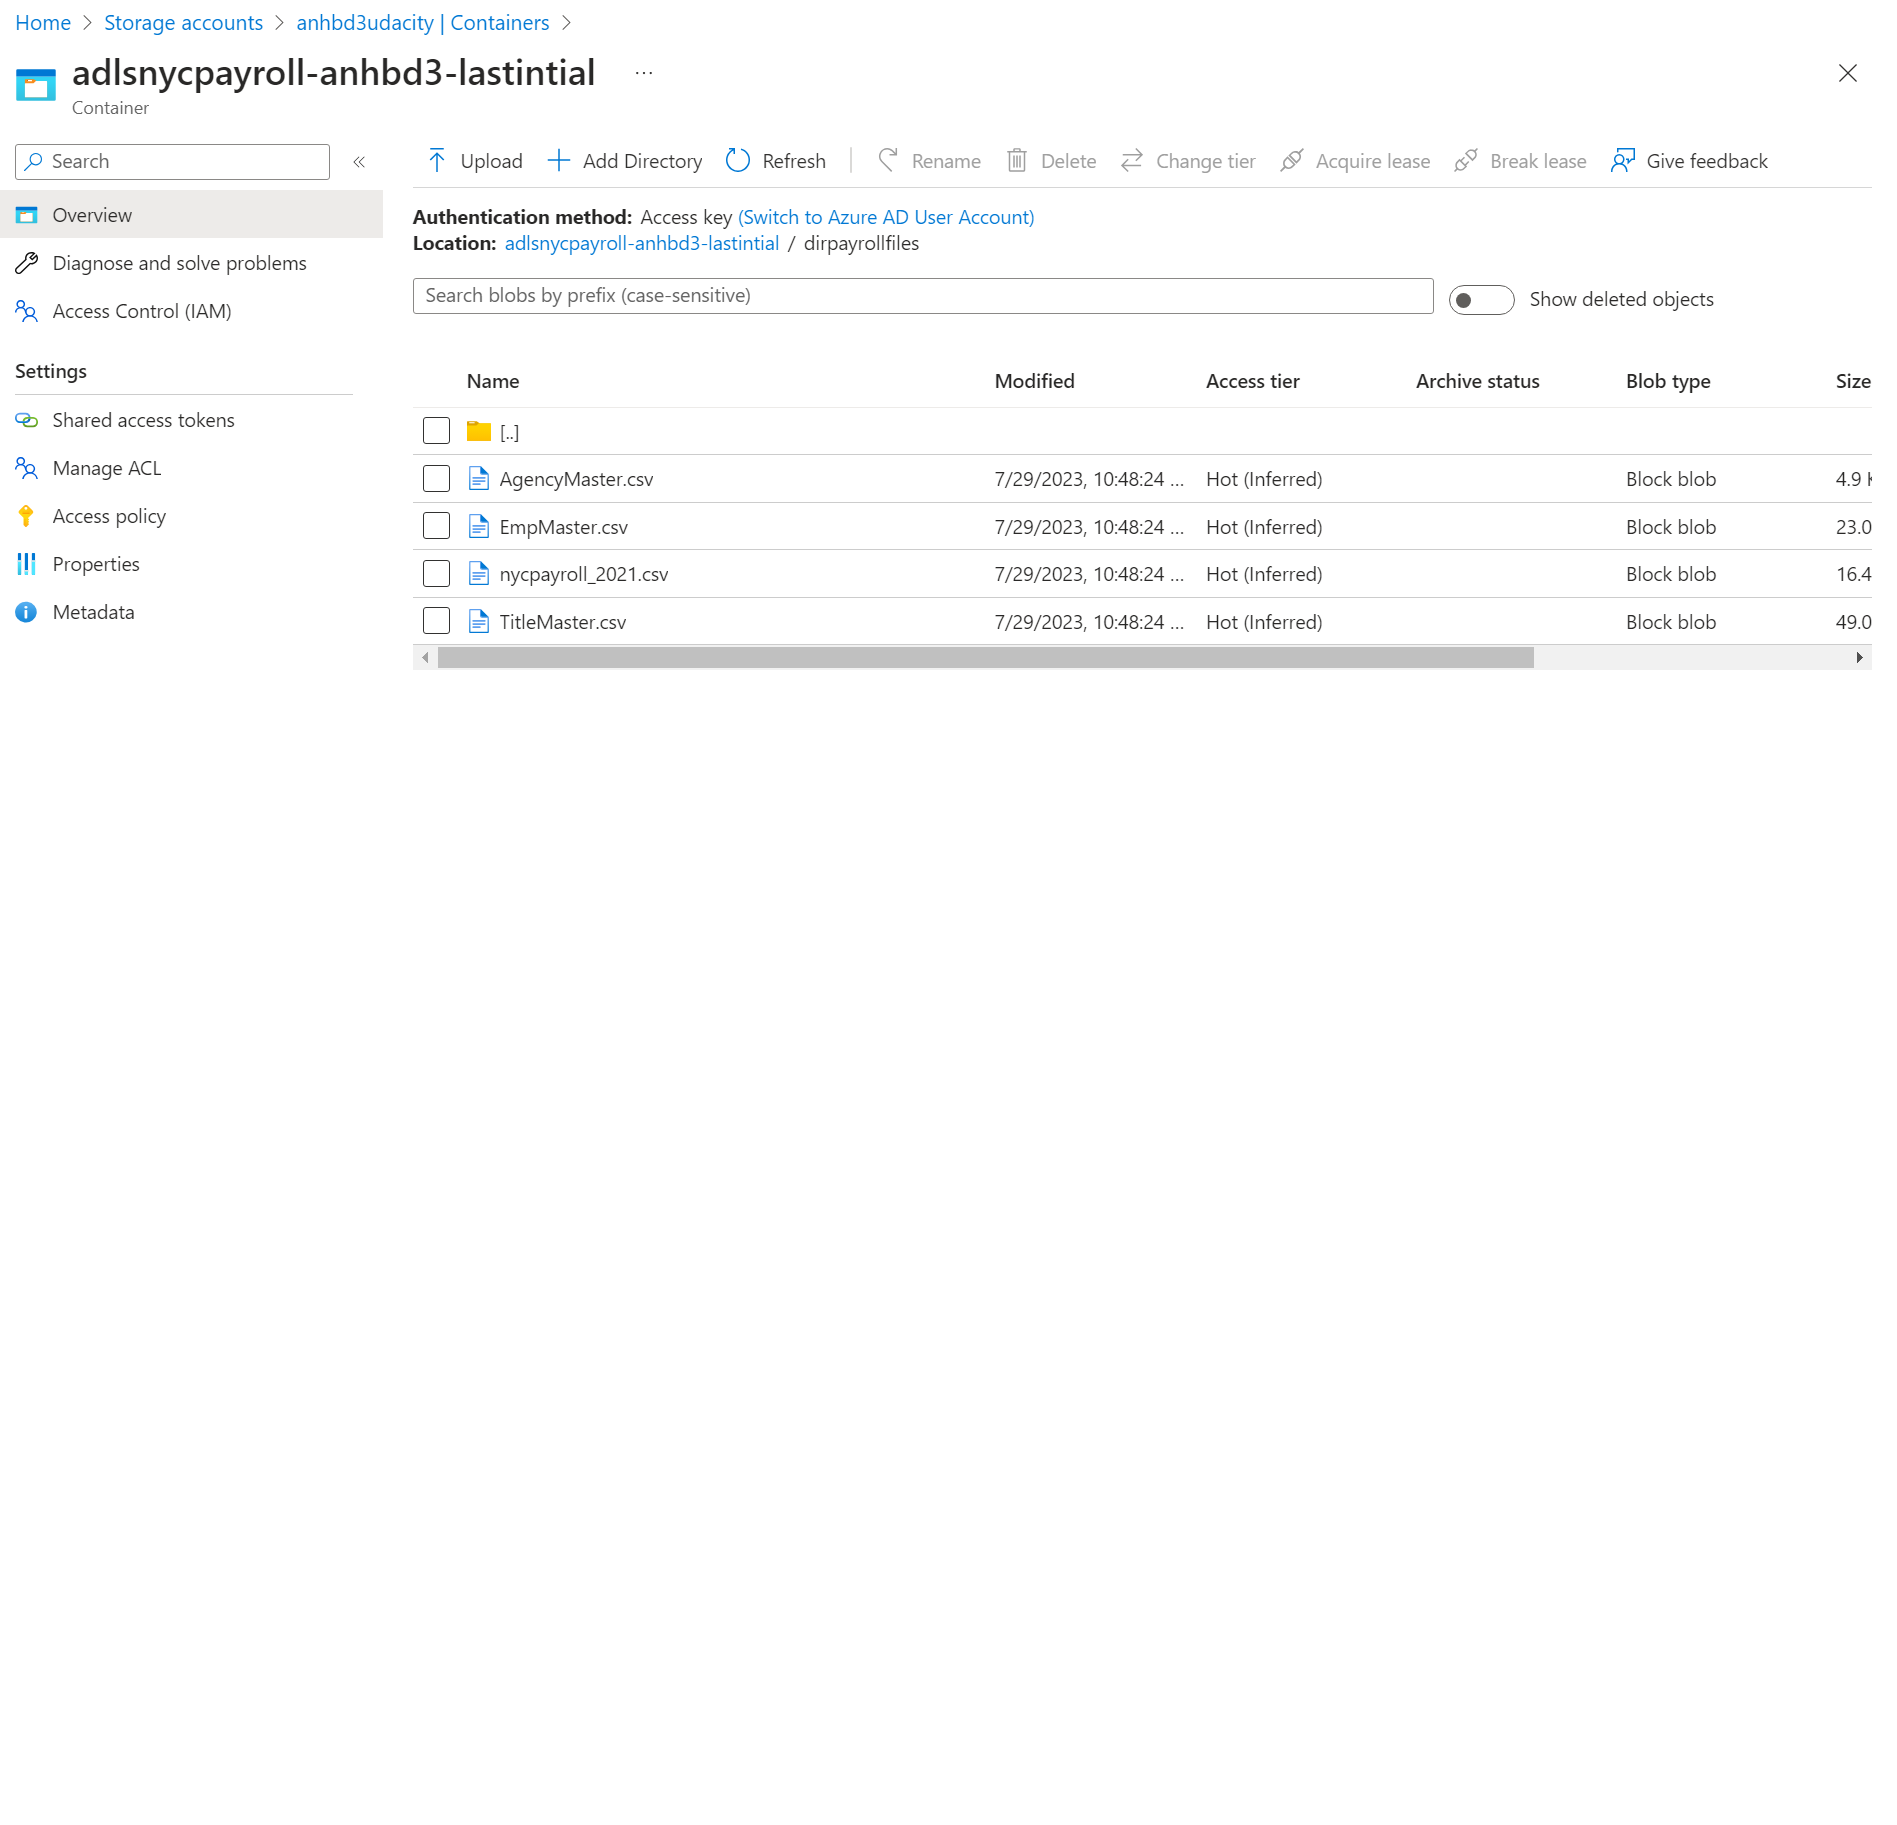 Home > Storage accounts > anhbd3udacity | Containers >
adlsnycpayroll-anhbd3-lastintial ...
Container
Search «
Upload Add Directory Refresh Rename Delete Change tier Acquire lease Break lease Give feedback
Overview
Diagnose and solve problems
Access Control (IAM)
Settings
Shared access tokens
Manage ACL
Access policy
Properties
Metadata
Authentication method: Access key (Switch to Azure AD User Account)
Location: adlsnycpayroll-anhbd3-lastintial / dirpayrollfiles
Search blobs by prefix (case-sensitive) Show deleted objects
Name Modified Access tier Archive status Blob type Size
[..]
AgencyMaster.csv 7/29/2023, 10:48:24 ... Hot (Inferred) Block blob 4.9
EmpMaster.csv 7/29/2023, 10:48:24 ... Hot (Inferred) Block blob 23.0
nycpayroll_2021.csv 7/29/2023, 10:48:24 ... Hot (Inferred) Block blob 16.4
TitleMaster.csv 7/29/2023, 10:48:24 ... Hot (Inferred) Block blob 49.0